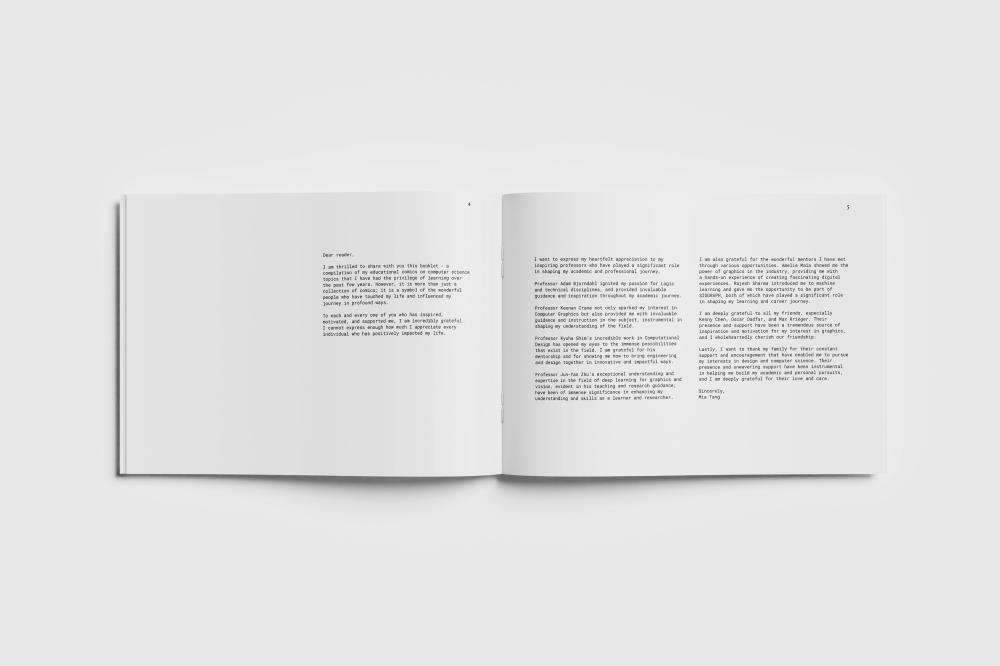 4
Dear reader,
I am thrilled to share with you this booklet - a
compilation of my educational comics on computer science
topics that I have had the privilege of learning over
the past few years. However, it is more than just a
collection of comics; it is a symbol of the wonderful
people who have touched my life and influenced my
journey in profound ways.
To each and every one of you who has inspired,
motivated, and supported me, I am incredibly grateful.
I cannot express enough how much I appreciate every
individual who has positively impacted my life.
5
I want to express my heartfelt appreciation to my
inspiring professors who have played a significant role
in shaping my academic and professional journey.
Professor Adam Bjorndahl ignited my passion for Logic
and technical disciplines, and provided invaluable
guidance and inspiration throughout my academic journey.
Professor Keenan Crane not only sparked my interest in
Computer Graphics but also provided me with invaluable
guidance and instruction in the subject, instrumental in
shaping my understanding of the field.
Professor Kyuha Shim's incredible work in Computational
Design has opened my eyes to the immense possibilities
that exist in the field. I am grateful for his
mentorship and for showing me how to bring engineering
and design together in innovative and impactful ways.
Professor Jun-Yan Zhu's exceptional understanding and
expertise in the field of deep learning for graphics and
vision, evident in his teaching and research guidance,
have been of immense significance in enhancing my
understanding and skills as a learner and researcher.
I am also grateful for the wonderful mentors I have met
through various opportunities. Amelie Maia showed me the
power of graphics in the industry, providing me with
a hands-on experience of creating fascinating digital
experiences. Rajesh Sharma introduced me to machine
learning and gave me the opportunity to be part of
SIGGRAPH, both of which have played a significant role
in shaping my learning and career journey.
I am deeply grateful to all my friends, especially
Kenny Chen, Oscar Dadfar, and Max Krieger. Their
presence and support have been a tremendous source of
inspiration and motivation for my interest in graphics,
and I wholeheartedly cherish our friendship.
Lastly, I want to thank my family for their constant
support and encouragement that have enabled me to pursue
my interests in design and computer science. Their
presence and unwavering support have been instrumental
in helping me build my academic and personal pursuits,
and I am deeply grateful for their love and care.
Sincerely,
Mia Tang